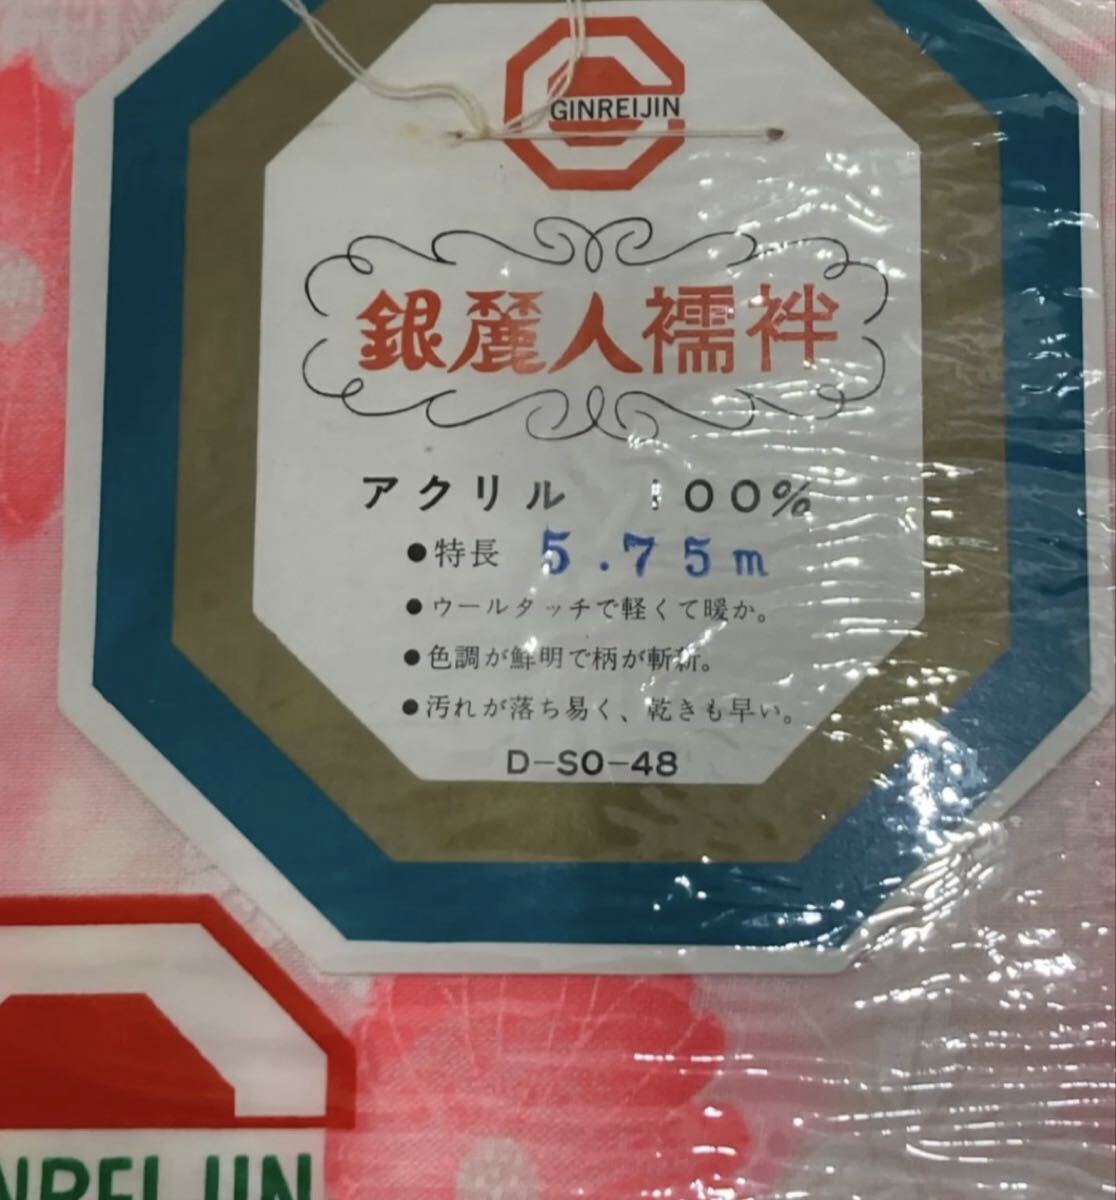 GINREIJIN
銀麗人襦袢
アクリル 100%
●特長 5.75m
●ウールタッチで軽くて暖か。
●色調が鮮明で柄が斬新。
●汚れが落ち易く、乾きも早い。
D-SO-48
NREIJIN